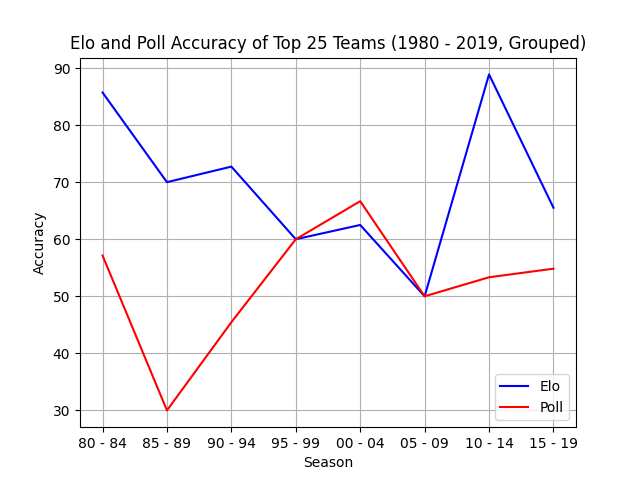 Elo and Poll Accuracy of Top 25 Teams (1980 - 2019, Grouped)
90
80
70
60
50
40
30
Accuracy
80 - 84 85 - 89 90 - 94 95 - 99 00 - 04 05 - 09 10 - 14 15 - 19
Season
Elo
Poll